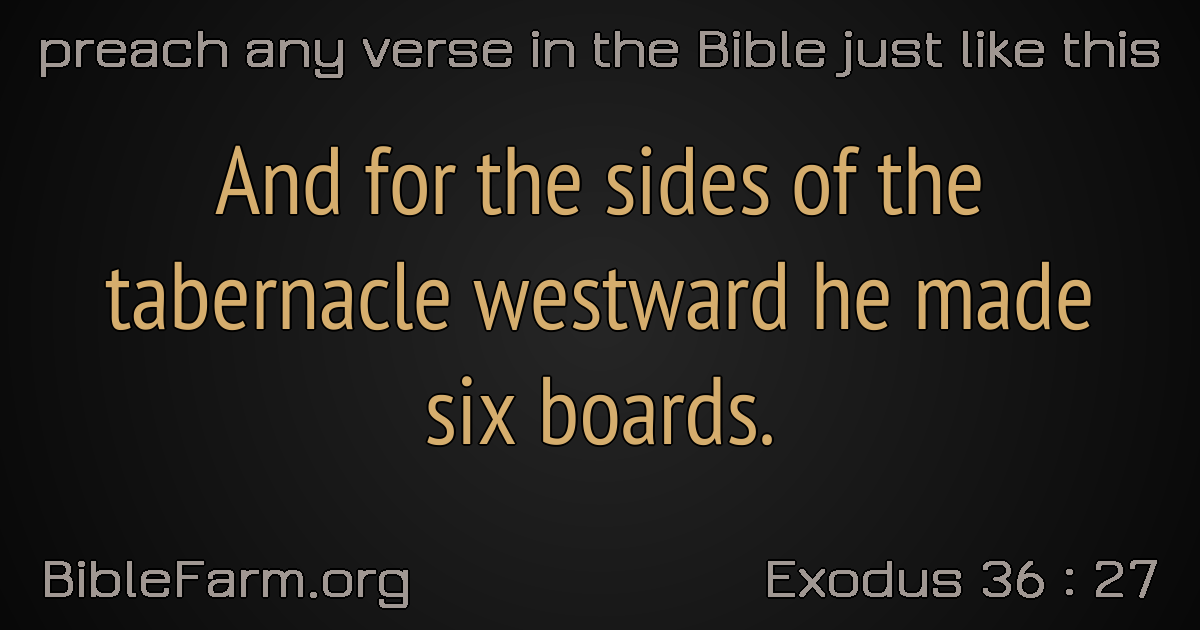 preach any verse in the Bible just like this
And for the sides of the
tabernacle westward he made
six boards.
BibleFarm.org
Exodus 36 : 27